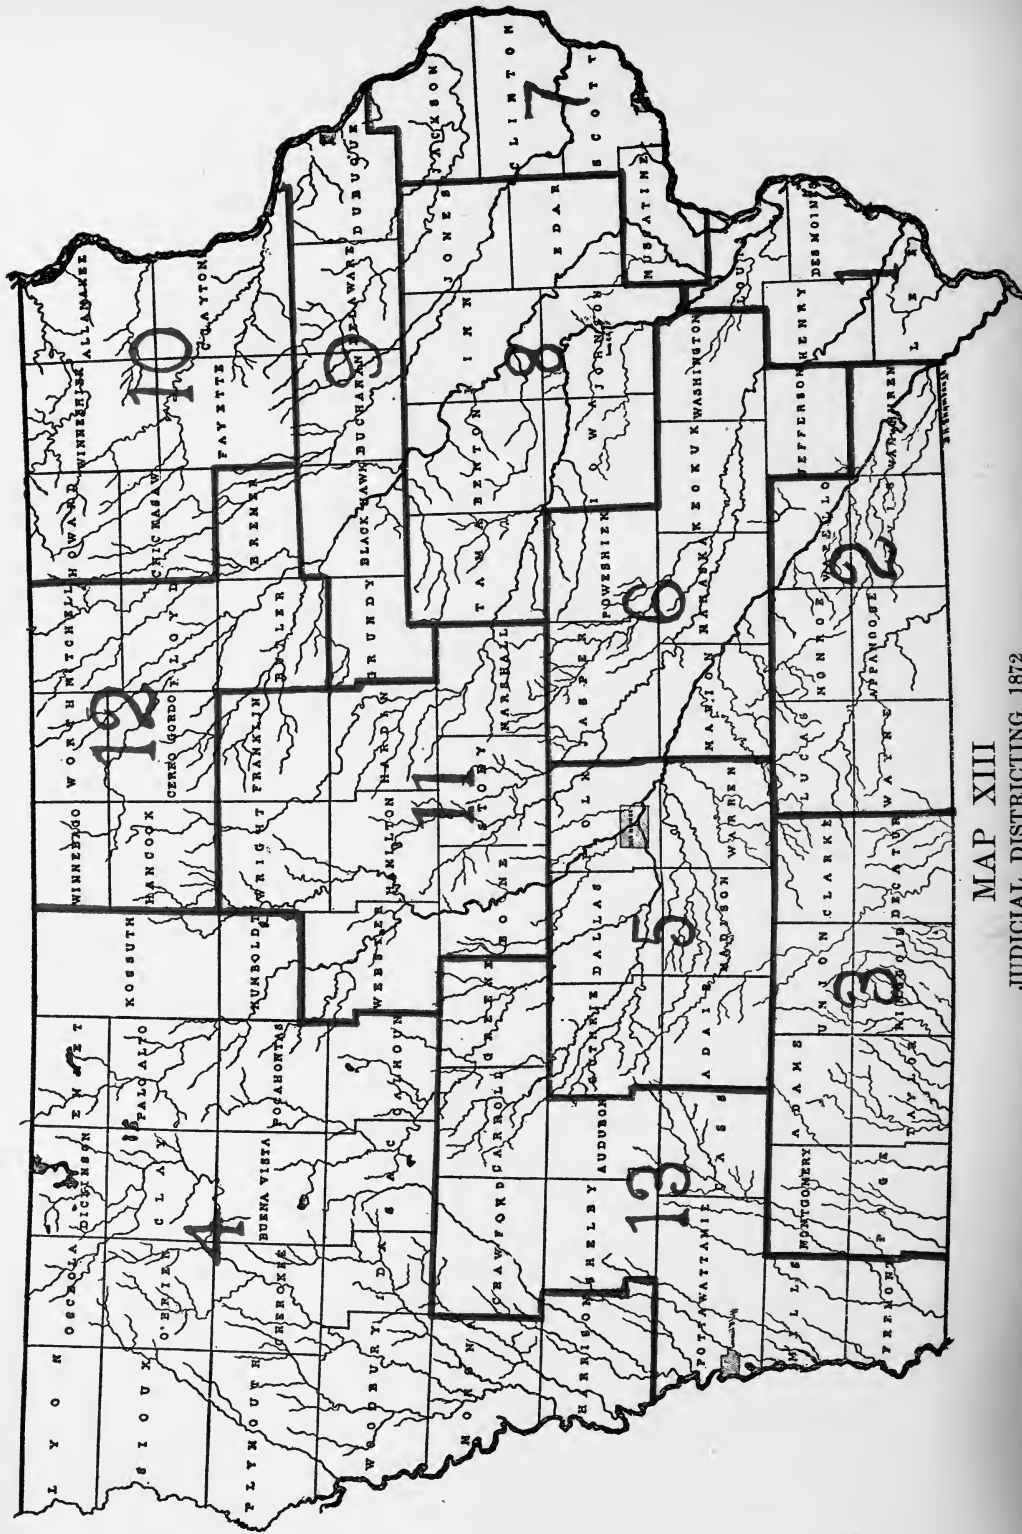 LYON
OSCEOLA
DICKINSON
EMMET
KOSSUTH
WINNEBAGO
WORTH
MITCHELL
HOWARD
WINNESHIEK
ALLAMAKEE
SIOUX
O'BRIEN
CLAY
PALO ALTO
HANCOCK
CERRO GORDO
FLOYD
CHICKASAW
12
10
CLAYTON
FAYETTE
PLYMOUTH
CHEROKEE
BUENA VISTA
4
POCAHONTAS
HUMBOLDT
WRIGHT
FRANKLIN
BUTLER
BREMER
WOODBURY
IDA
SAC
CALHOUN
WEBSTER
HAMILTON
HARDIN
GRUNDY
BLACK HAWK
BUCHANAN
DELAWARE
DUBUQUE
9
11
MONONA
CRAWFORD
CARROLL
GREENE
BOONE
STORY
MARSHALL
TAMA
BENTON
LINN
JONES
JACKSON
8
CLINTON
7
HARRISON
SHELBY
AUDUBON
GUTHRIE
DALLAS
POLK
JASPER
POWESHIEK
IOWA
JOHNSON
CEDAR
SCOTT
MUSCATINE
13
5
6
POTTAWATTAMIE
CASS
ADAIR
MADISON
WARREN
MARION
MAHASKA
KEOKUK
WASHINGTON
LOUISA
MILLS
MONTGOMERY
ADAMS
UNION
CLARKE
LUCAS
MONROE
WAPELLO
JEFFERSON
HENRY
DESMOINES
3
2
1
FREMONT
PAGE
TAYLOR
RINGGOLD
DECATUR
WAYNE
APPANOOSE
DAVIS
VAN BUREN
LEE
MAP XIII
JUDICIAL DISTRICTING 1872